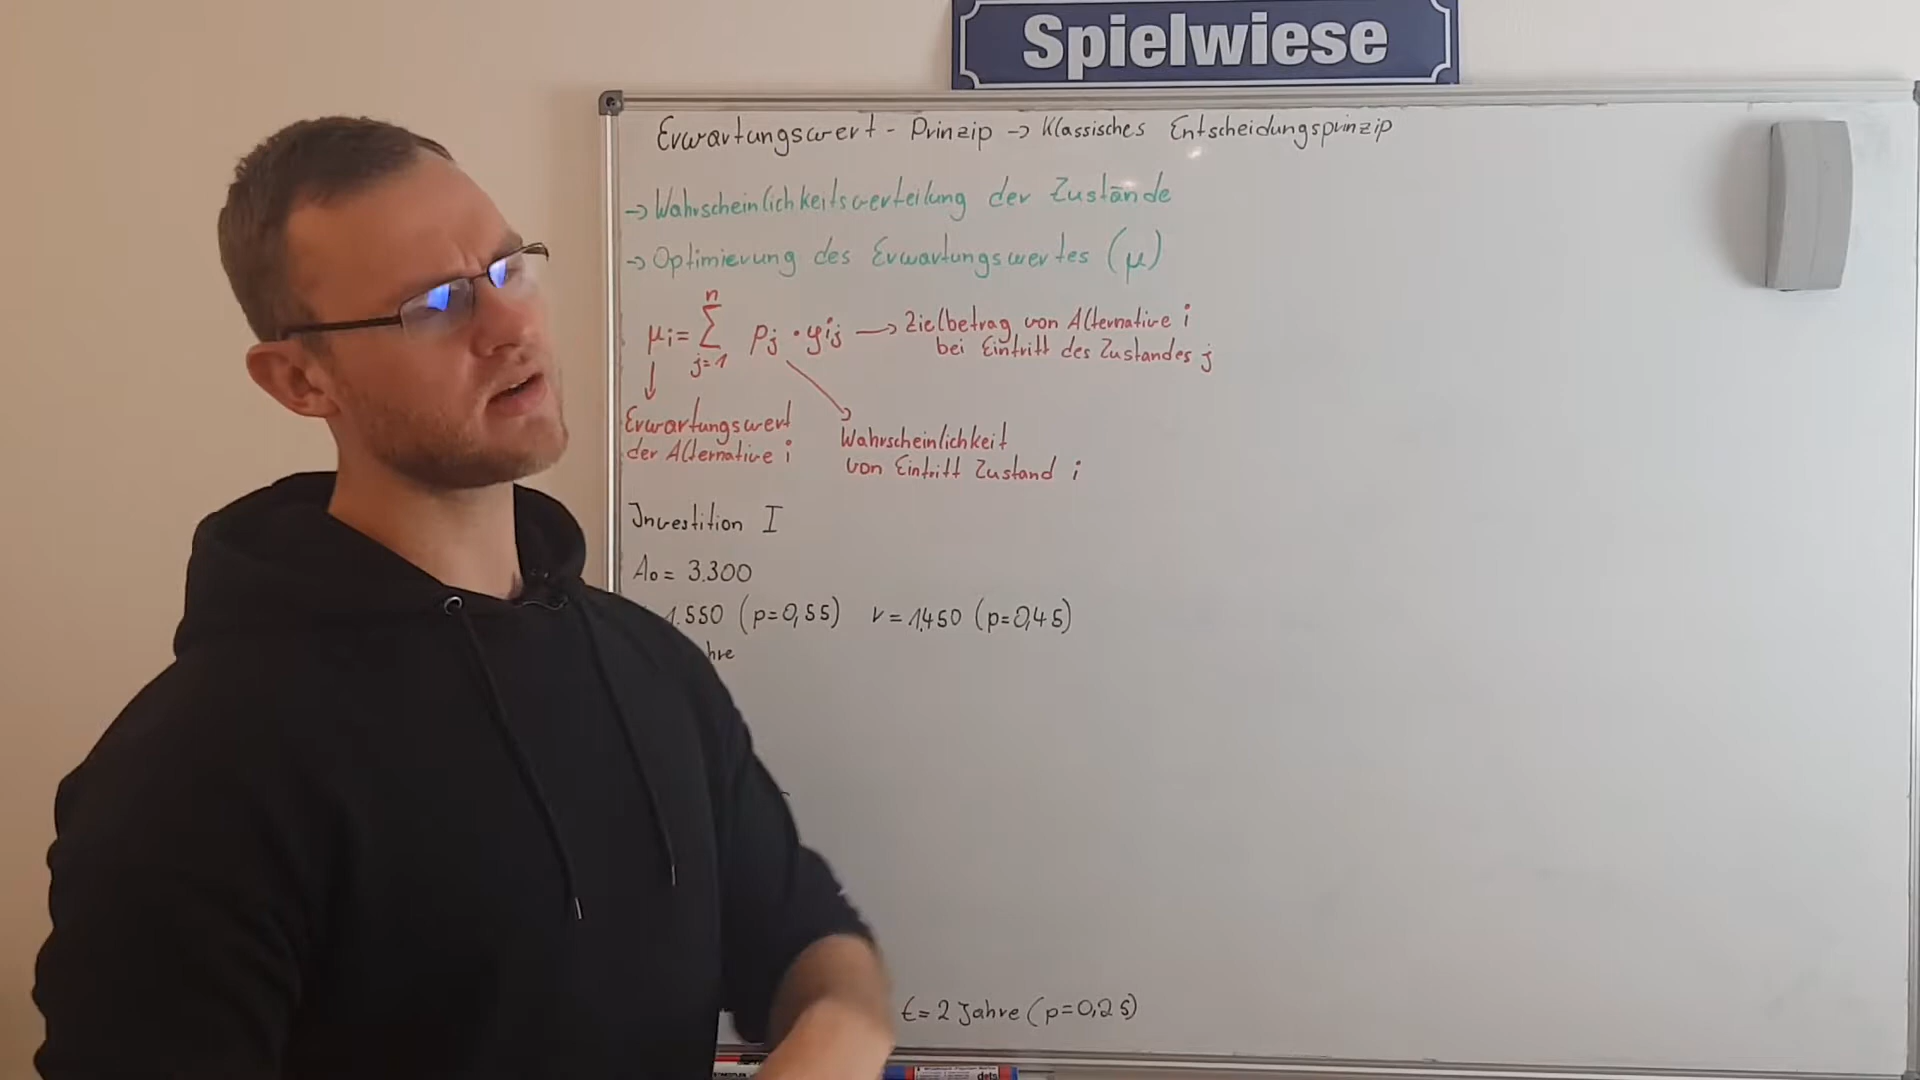 Spielwiese
Erwartungswert - Prinzip → Klassisches Entscheidungsprinzip
→ Wahrscheinlichkeitsverteilung der Zustände
→ Optimierung des Erwartungswertes (μ)
n
μi = Σ pj · yij → Zielbetrag von Alternative i
j=1
bei Eintritt des Zustandes j
Erwartungswert
der Alternative i
Wahrscheinlichkeit
von Eintritt Zustand i
Investition I
A0 = 3.300
1.550 (p=0,55) r = 1.450 (p=0,45)
hre
t = 2 Jahre (p=0,25)